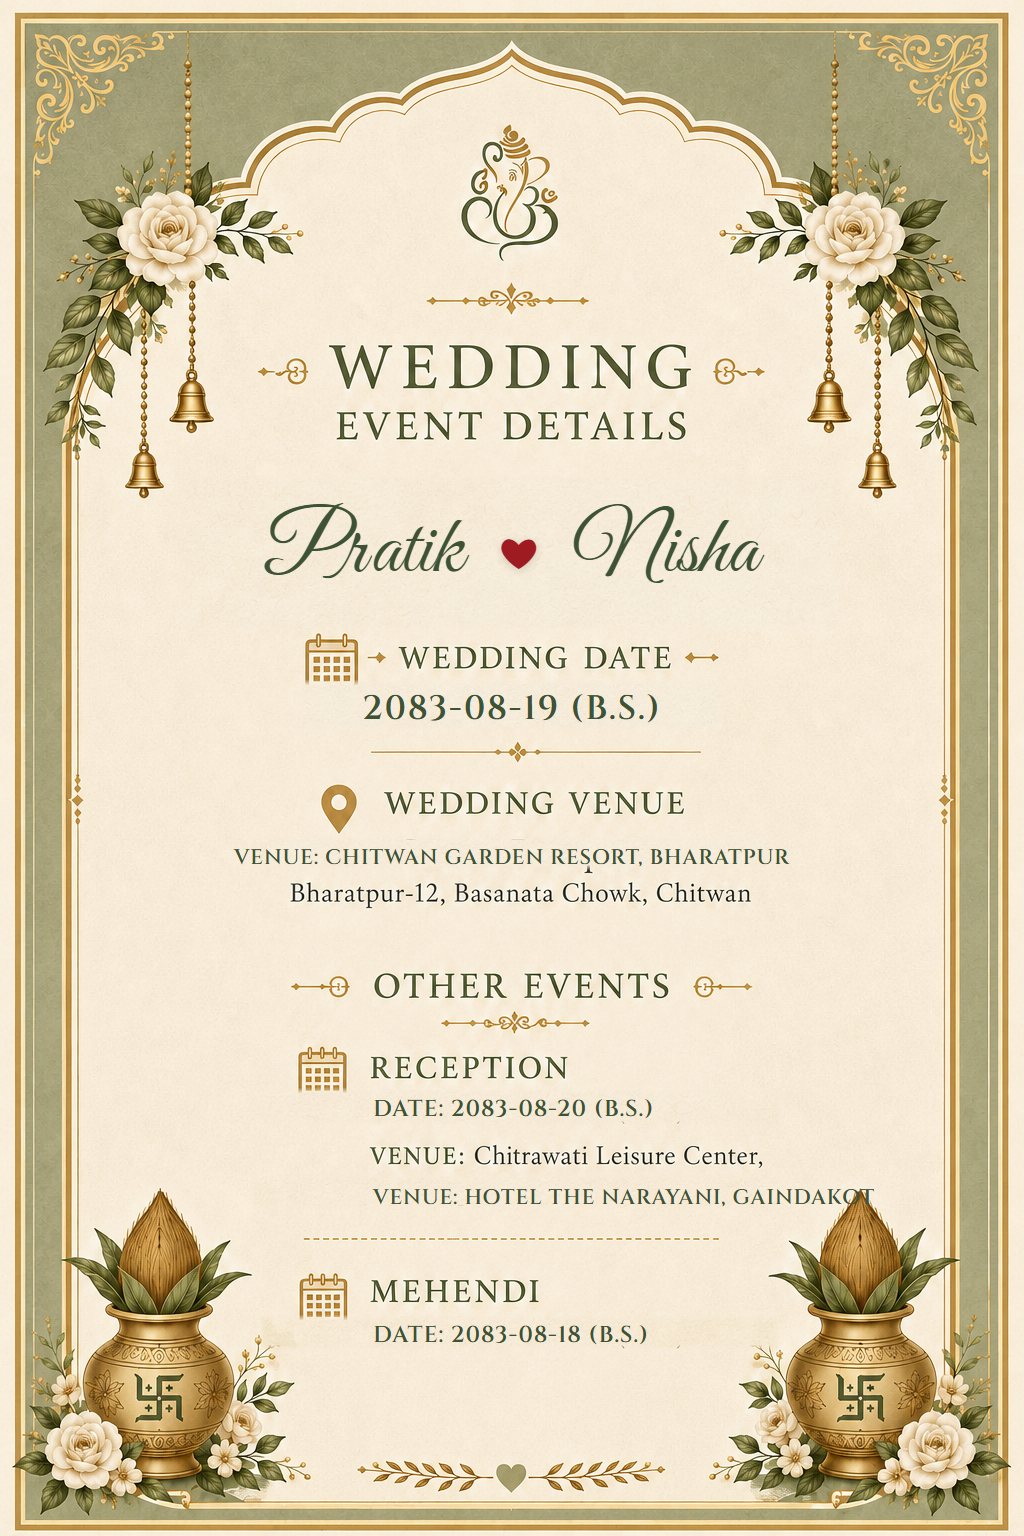 WEDDING
EVENT DETAILS
Pratik Nisha
WEDDING DATE
2083-08-19 (B.S.)
WEDDING VENUE
VENUE: CHITWAN GARDEN RESORT, BHARATPUR
Bharatpur-12, Basanata Chowk, Chitwan
OTHER EVENTS
RECEPTION
DATE: 2083-08-20 (B.S.)
VENUE: Chitrawati Leisure Center,
VENUE: HOTEL THE NARAYANI, GAINDAKOT
MEHENDI
DATE: 2083-08-18 (B.S.)